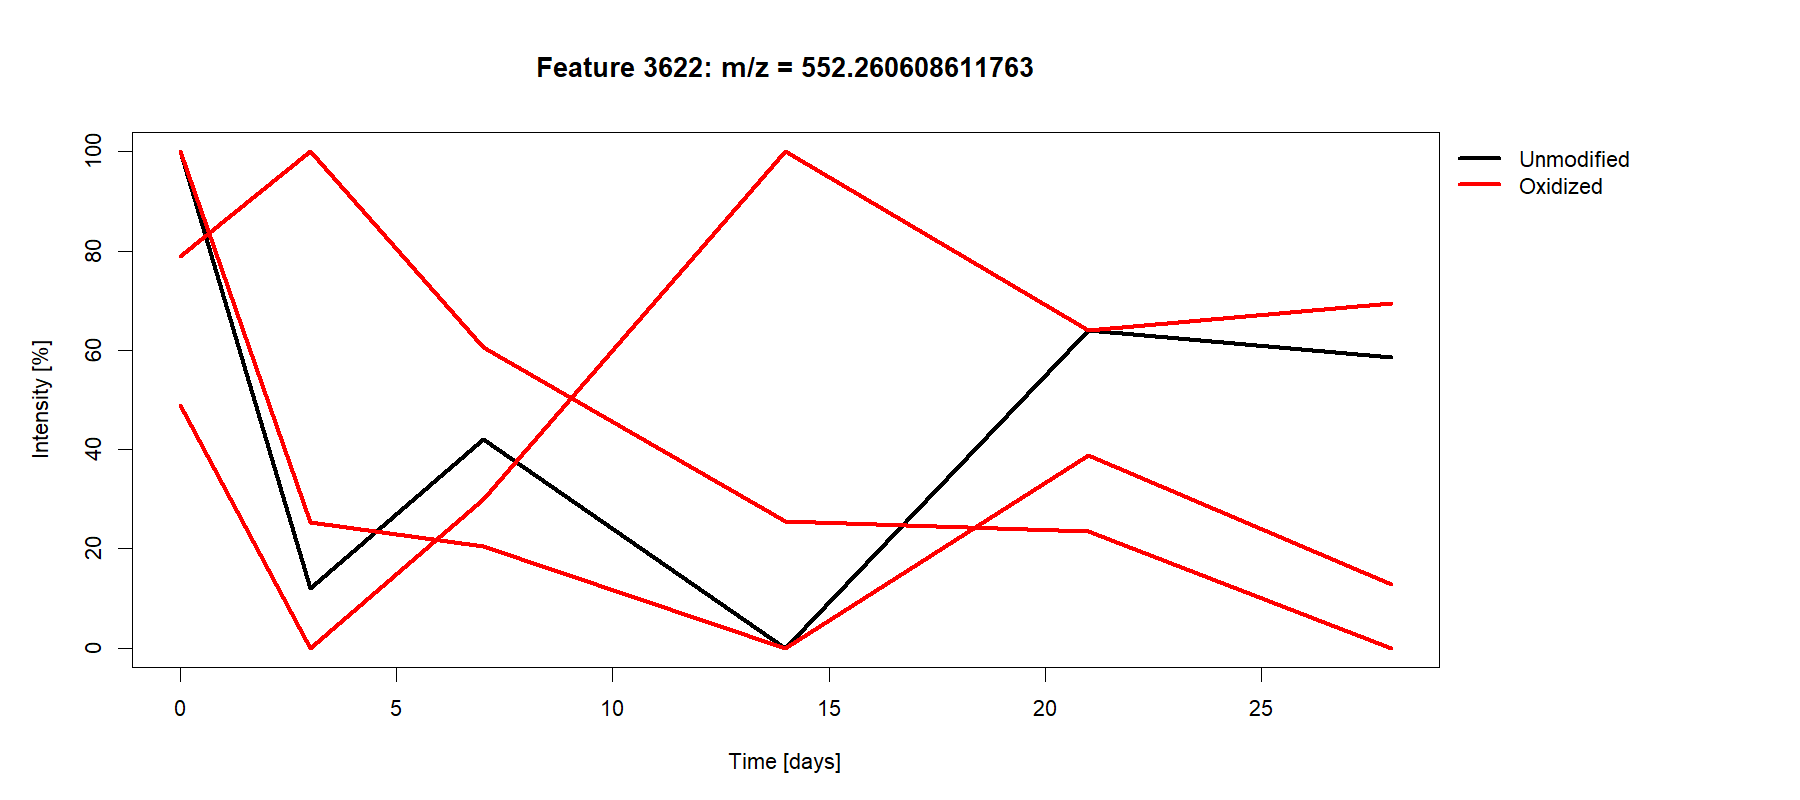 Feature 3622: m/z = 552.260608611763
Unmodified
Oxidized
Intensity [%]
100
80
60
40
20
0
0 5 10 15 20 25
Time [days]